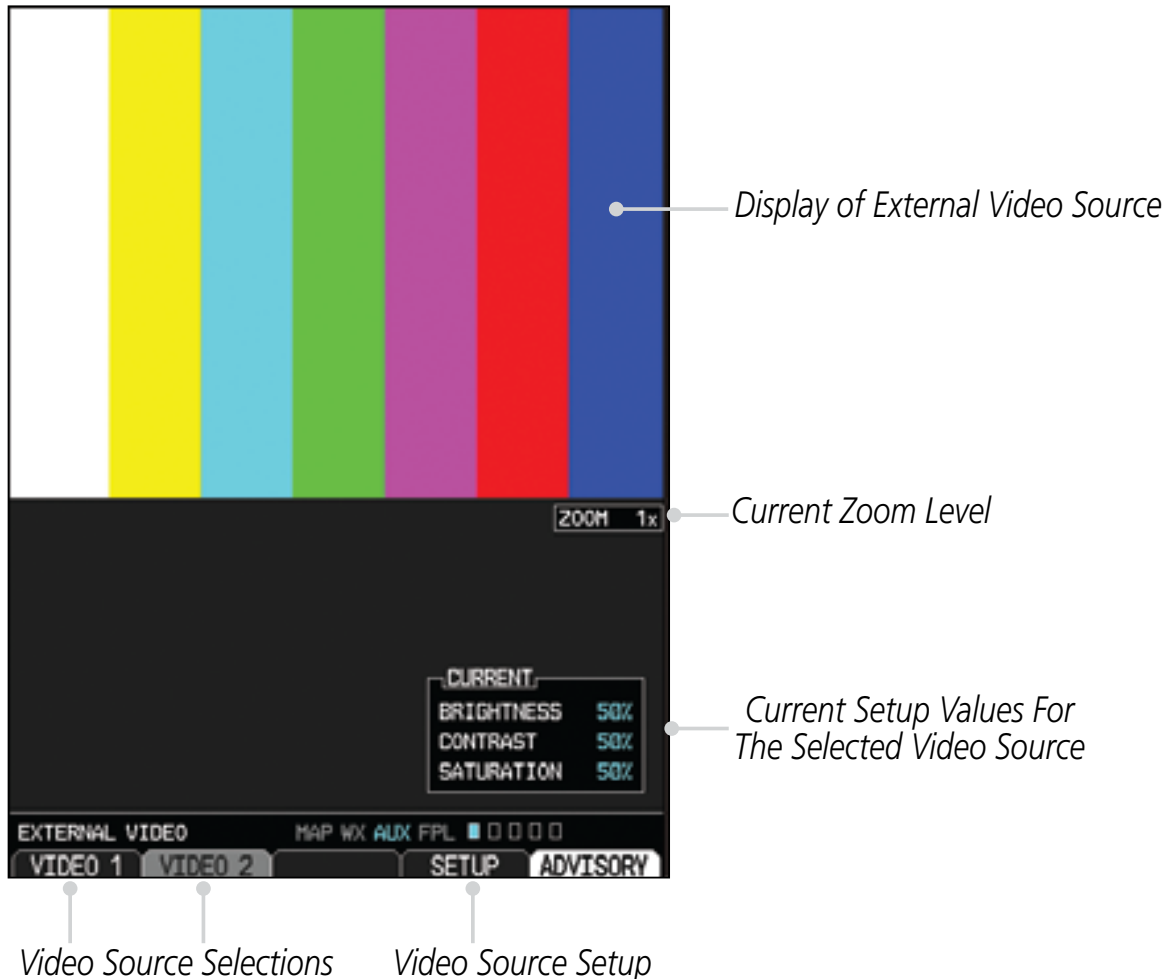 Display of External Video Source
ZOOM 1x
Current Zoom Level
CURRENT
BRIGHTNESS 50%
CONTRAST 50%
SATURATION 50%
Current Setup Values For
The Selected Video Source
EXTERNAL VIDEO MAP WX AUX FPL
VIDEO 1 VIDEO 2 SETUP ADVISORY
Video Source Selections Video Source Setup